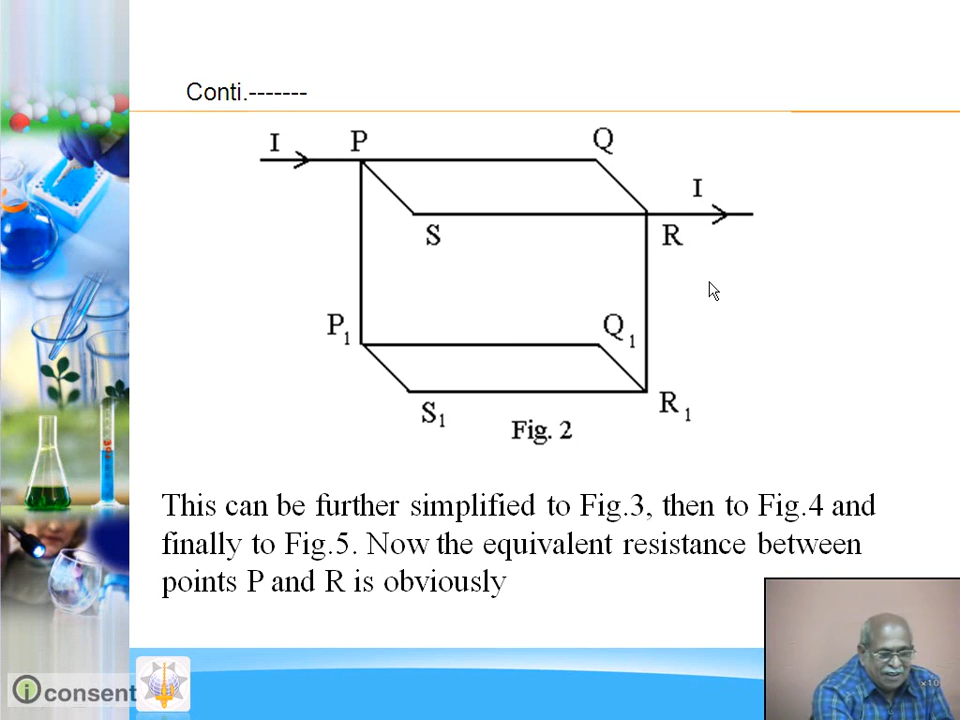 Conti.-------
I P Q
I
S R
P1 Q1
S1 R1
Fig. 2
This can be further simplified to Fig.3, then to Fig.4 and
finally to Fig.5. Now the equivalent resistance between
points P and R is obviously
i consent